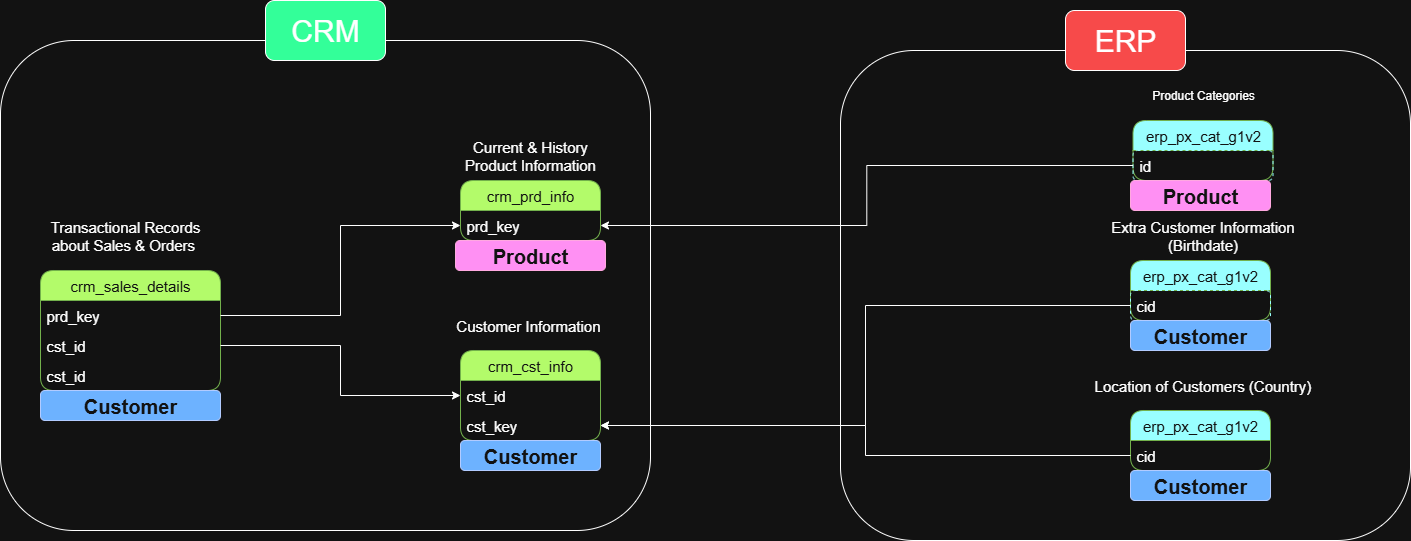 CRM
Current & History
Product Information
crm_prd_info
prd_key
Product
Transactional Records
about Sales & Orders
crm_sales_details
prd_key
cst_id
cst_id
Customer
Customer Information
crm_cst_info
cst_id
cst_key
Customer
ERP
Product Categories
erp_px_cat_g1v2
id
Product
Extra Customer Information
(Birthdate)
erp_px_cat_g1v2
cid
Customer
Location of Customers (Country)
erp_px_cat_g1v2
cid
Customer